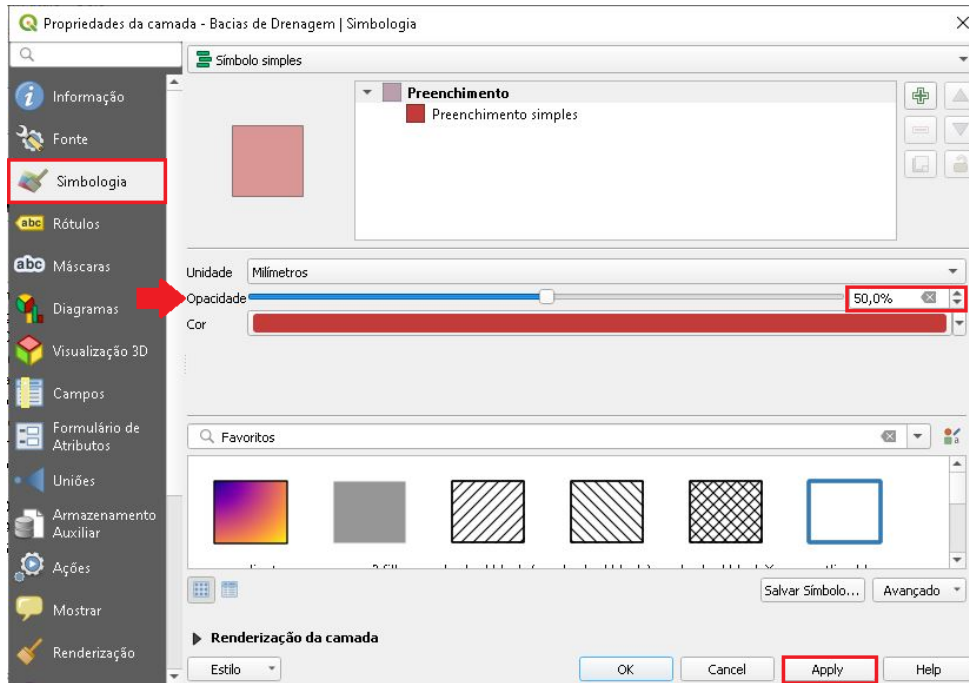 Propriedades da camada - Bacias de Drenagem | Simbologia
Informação
Fonte
Simbologia
abc Rótulos
abc Máscaras
Diagramas
Visualização 3D
Campos
Formulário de
Atributos
Uniões
Armazenamento
Auxiliar
Ações
Mostrar
Renderização
Símbolo simples
Preenchimento
Preenchimento simples
Unidade Milímetros
Opacidade 50,0%
Cor
Favoritos
Salvar Símbolo... Avançado
Renderização da camada
Estilo OK Cancel Apply Help